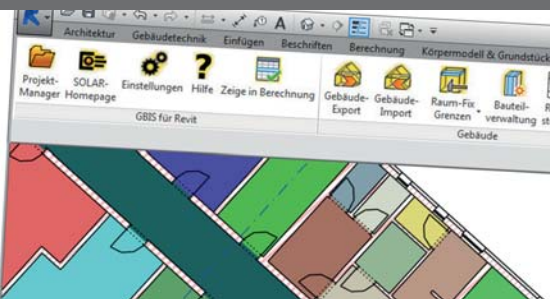 R A
Architektur Gebäudetechnik Einfügen Beschriften Berechnung Körpermodell & Grundstück
Projekt- SOLAR- Einstellungen Hilfe Zeige in Berechnung Gebäude- Gebäude- Raum-Fix Bauteil-
Manager Homepage Export Import Grenzen verwaltung
GBIS für Revit Gebäude